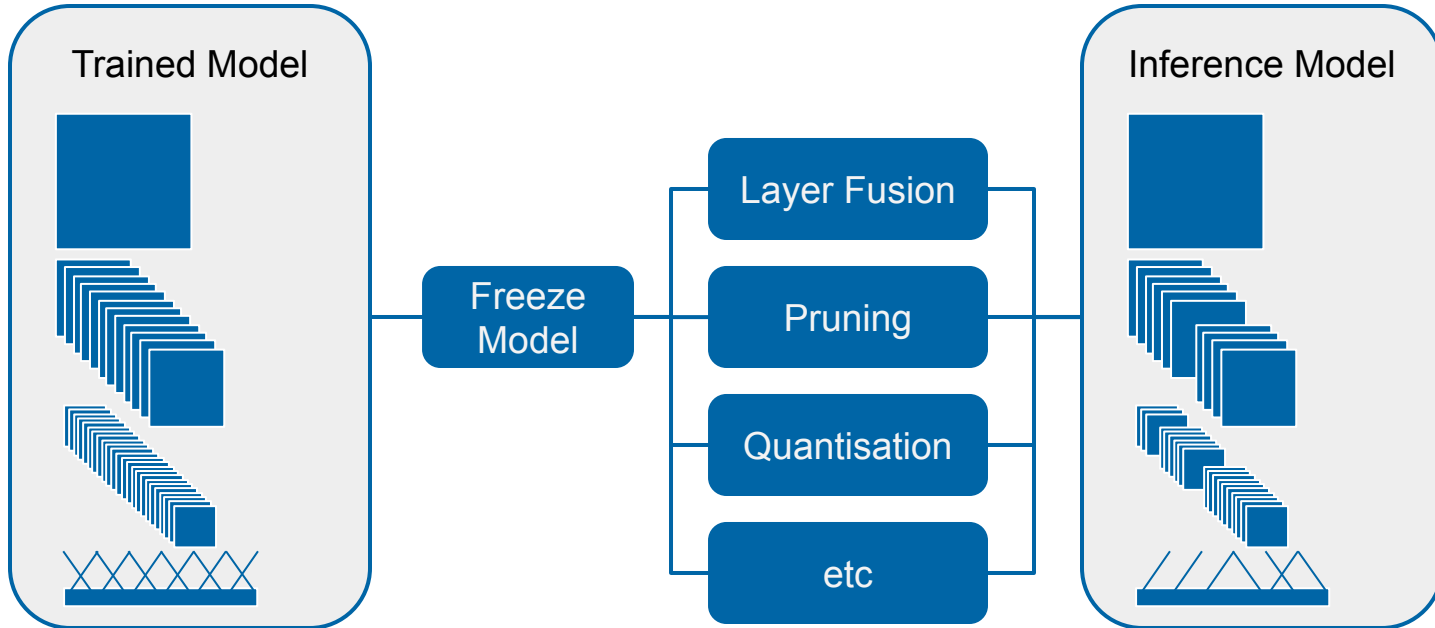 Trained Model
Freeze
Model
Layer Fusion
Pruning
Quantisation
etc
Inference Model